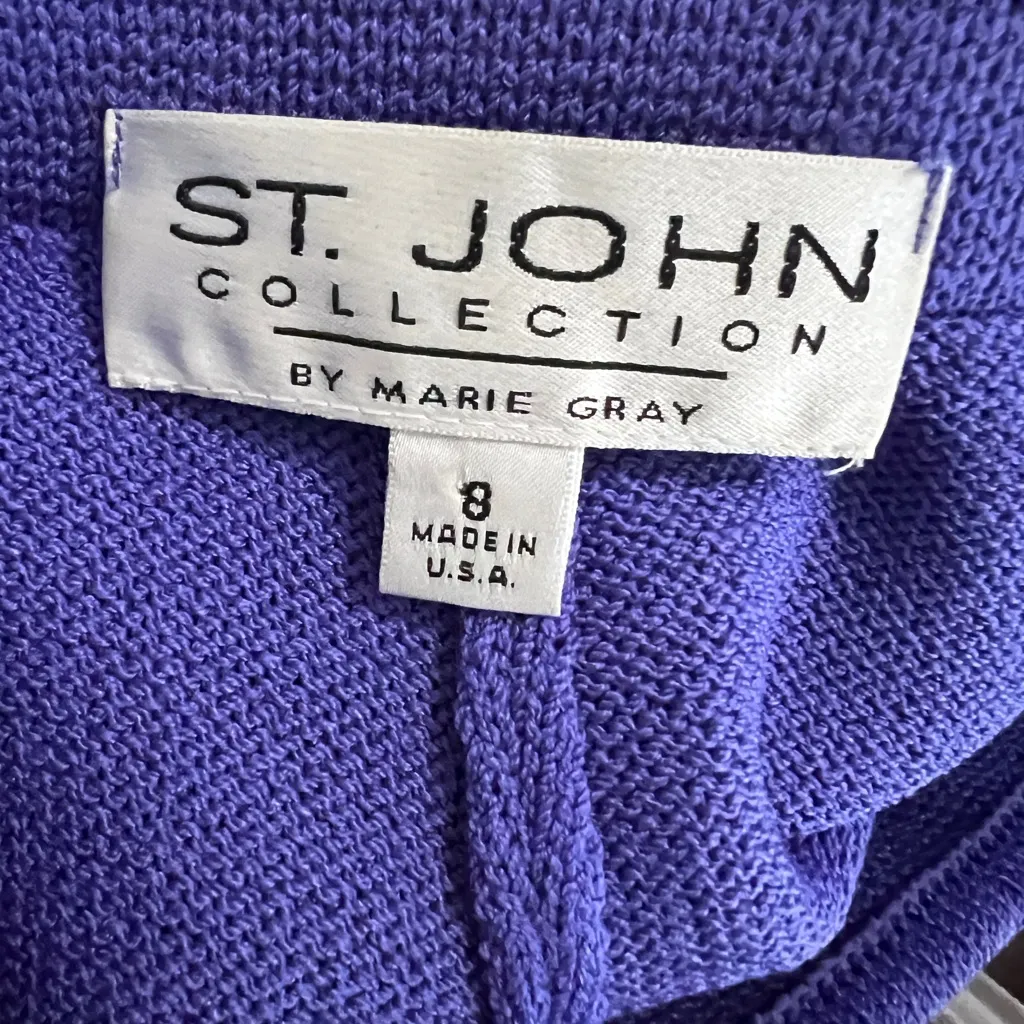 ST. JOHN
COLLECTION
BY MARIE GRAY
8
MADE IN
U.S.A.